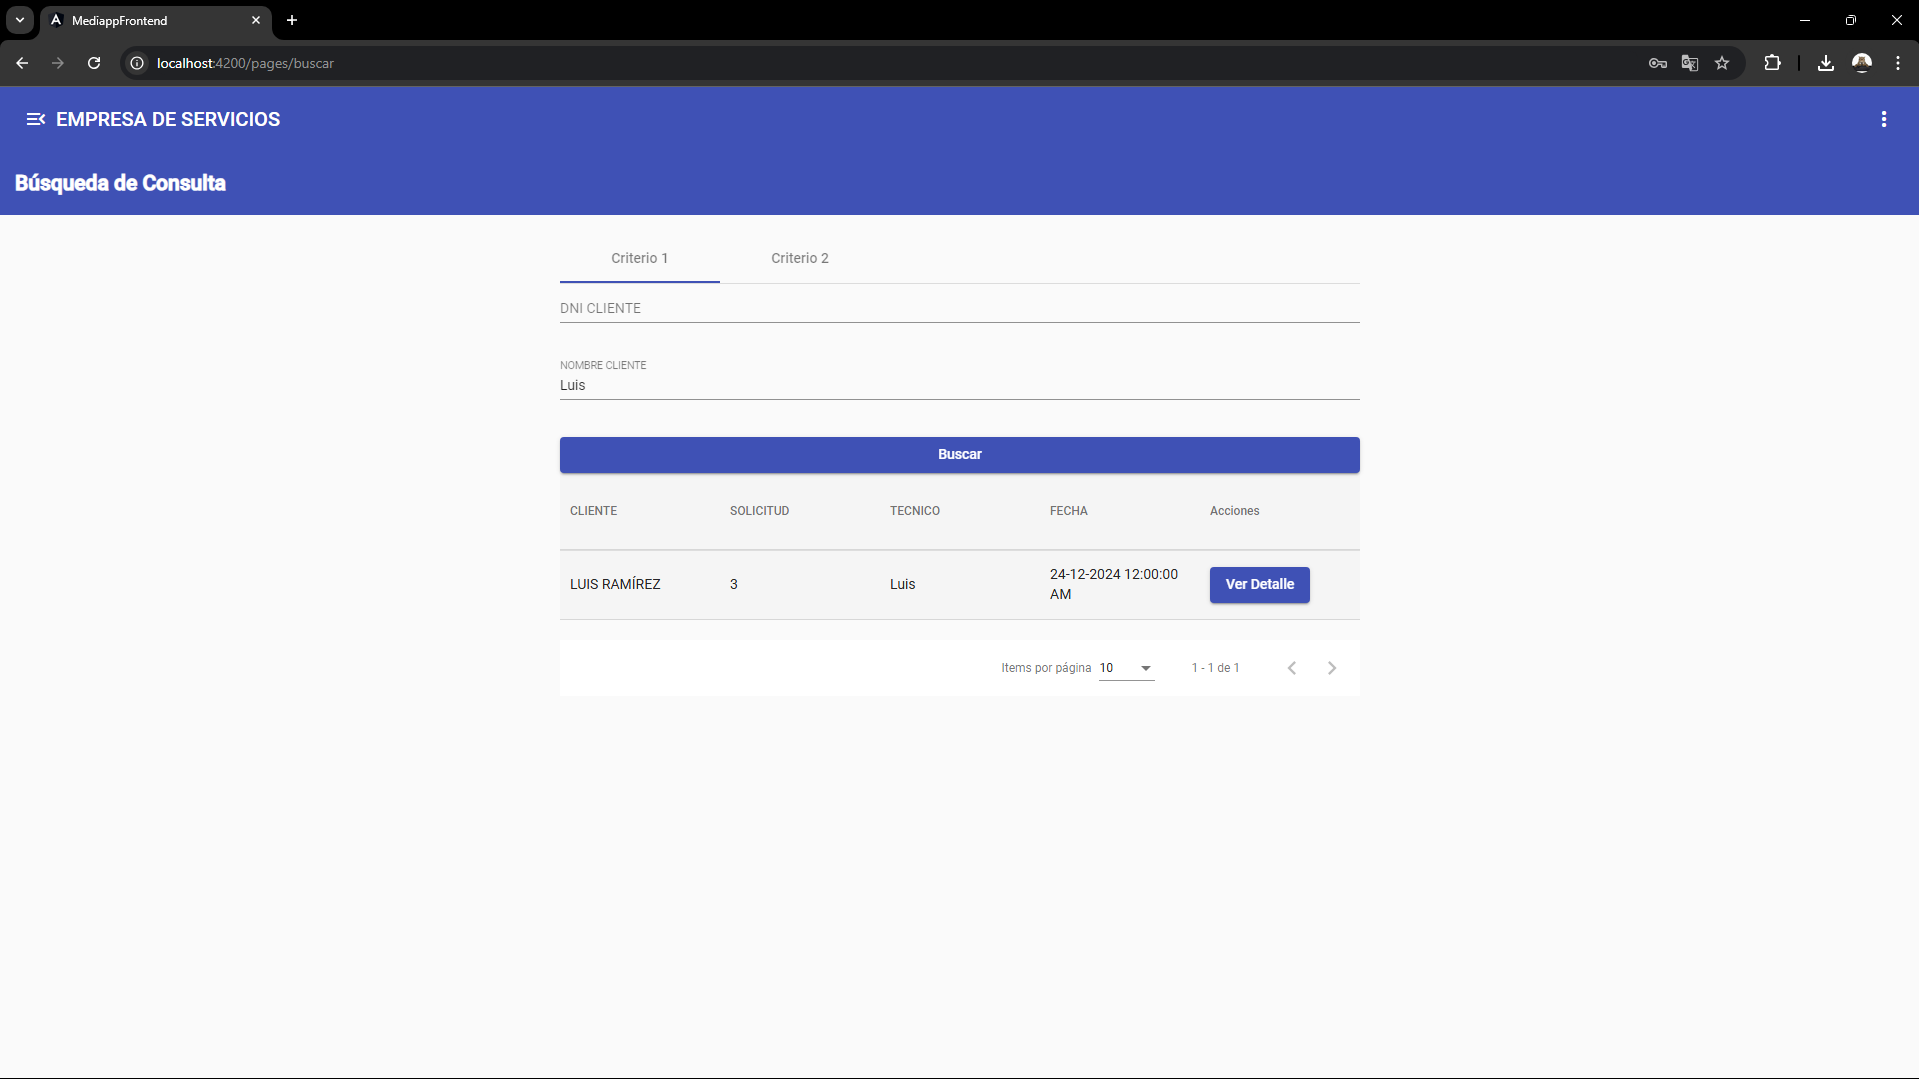 MediappFrontend
localhost:4200/pages/buscar
EMPRESA DE SERVICIOS
Búsqueda de Consulta
Criterio 1 Criterio 2
DNI CLIENTE
NOMBRE CLIENTE
Luis
Buscar
CLIENTE SOLICITUD TECNICO FECHA Acciones
LUIS RAMÍREZ 3 Luis 24-12-2024 12:00:00 AM Ver Detalle
Items por página 10 1 - 1 de 1